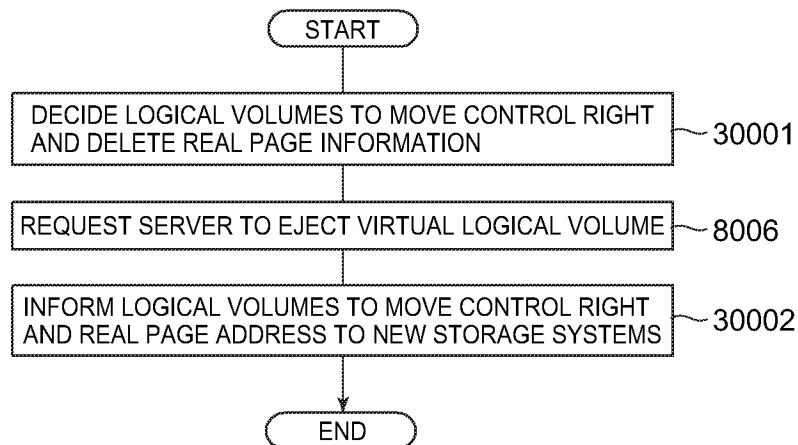 START
DECIDE LOGICAL VOLUMES TO MOVE CONTROL RIGHT
AND DELETE REAL PAGE INFORMATION
30001
REQUEST SERVER TO EJECT VIRTUAL LOGICAL VOLUME
8006
INFORM LOGICAL VOLUMES TO MOVE CONTROL RIGHT
AND REAL PAGE ADDRESS TO NEW STORAGE SYSTEMS
30002
END